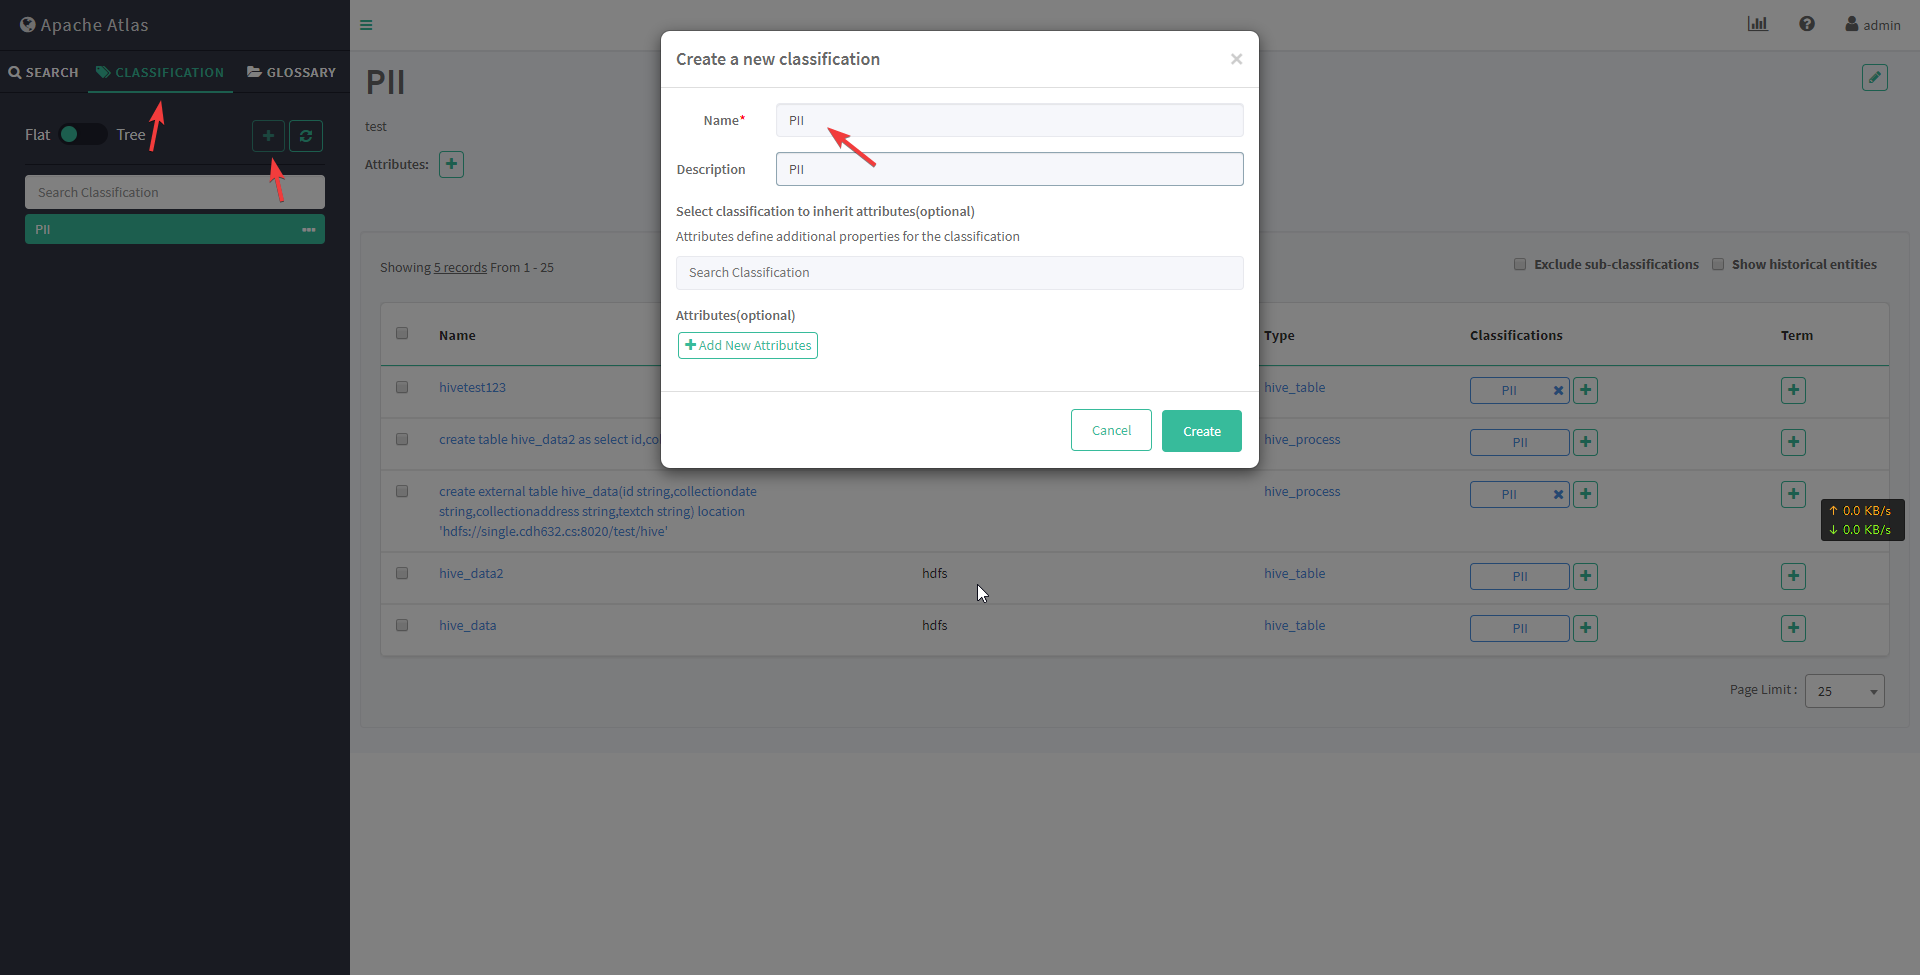 Apache Atlas
admin
SEARCH CLASSIFICATION GLOSSARY
Flat Tree
Search Classification
PII
PII
test
Attributes:
Showing 5 records From 1 - 25
Exclude sub-classifications Show historical entities
Name Type Classifications Term
hivetest123 hive_table PII
create table hive_data2 as select id,co hive_process PII
create external table hive_data(id string,collectiondate hive_process PII
string,collectionaddress string,textch string) location
'hdfs://single.cdh632.cs:8020/test/hive'
hive_data2 hdfs hive_table PII
hive_data hdfs hive_table PII
Page Limit : 25
Create a new classification ×
Name* PII
Description PII
Select classification to inherit attributes(optional)
Attributes define additional properties for the classification
Search Classification
Attributes(optional)
Add New Attributes
Cancel Create
↑ 0.0 KB/s
↓ 0.0 KB/s